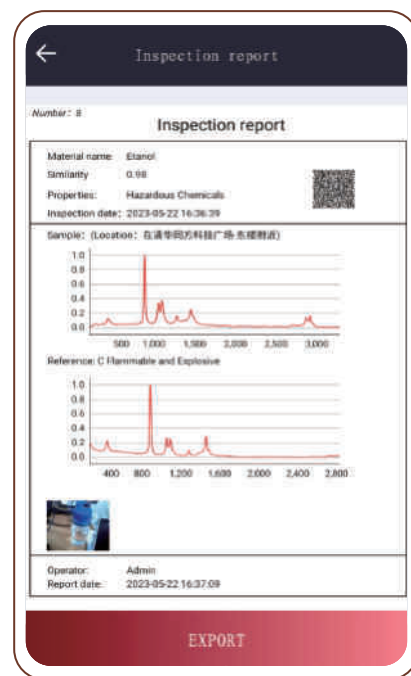 Inspection report
Number: 8
Inspection report
Material name: Etanol
Similarity 0.98
Properties: Hazardous Chemicals
Inspection date: 2023-05-22 16:36:39
Sample: (Location: 在清华同方科技广场-东楼附近)
1.0
0.8
0.6
0.4
0.2
0.0
500 1,000 1,500 2,000 2,500 3,000
Reference: C Flammable and Explosive
1.0
0.8
0.6
0.4
0.2
0.0
400 800 1,200 1,600 2,000 2,400 2,800
Operator: Admin
Report date: 2023-05-22 16:37:09
EXPORT